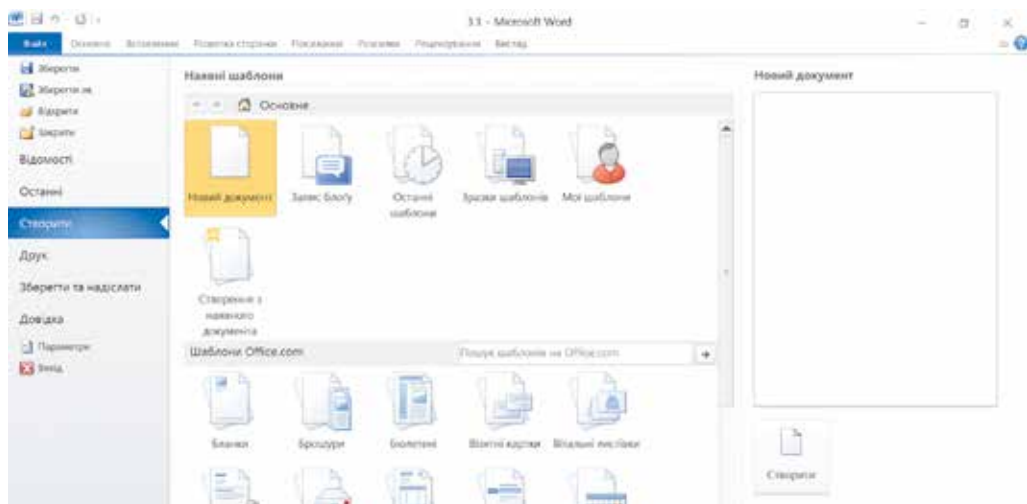 3.3 - Microsoft Word
Файл Основне Вставлення Розмітка сторінки Посилання Розсилки Рецензування Вигляд
Зберегти
Зберегти як
Відкрити
Закрити
Відомості
Останні
Створити
Друк
Зберегти та надіслати
Довідка
Параметри
Вихід
Наявні шаблони
Основне
Новий документ
Запис блоґу
Останні
шаблони
Зразки шаблонів
Мої шаблони
Створення з
наявного
документа
Шаблони Office.com
Пошук шаблонів на Office.com
Бланки
Брошури
Бюлетені
Візитні картки
Вітальні листівки
Новий документ
Створити